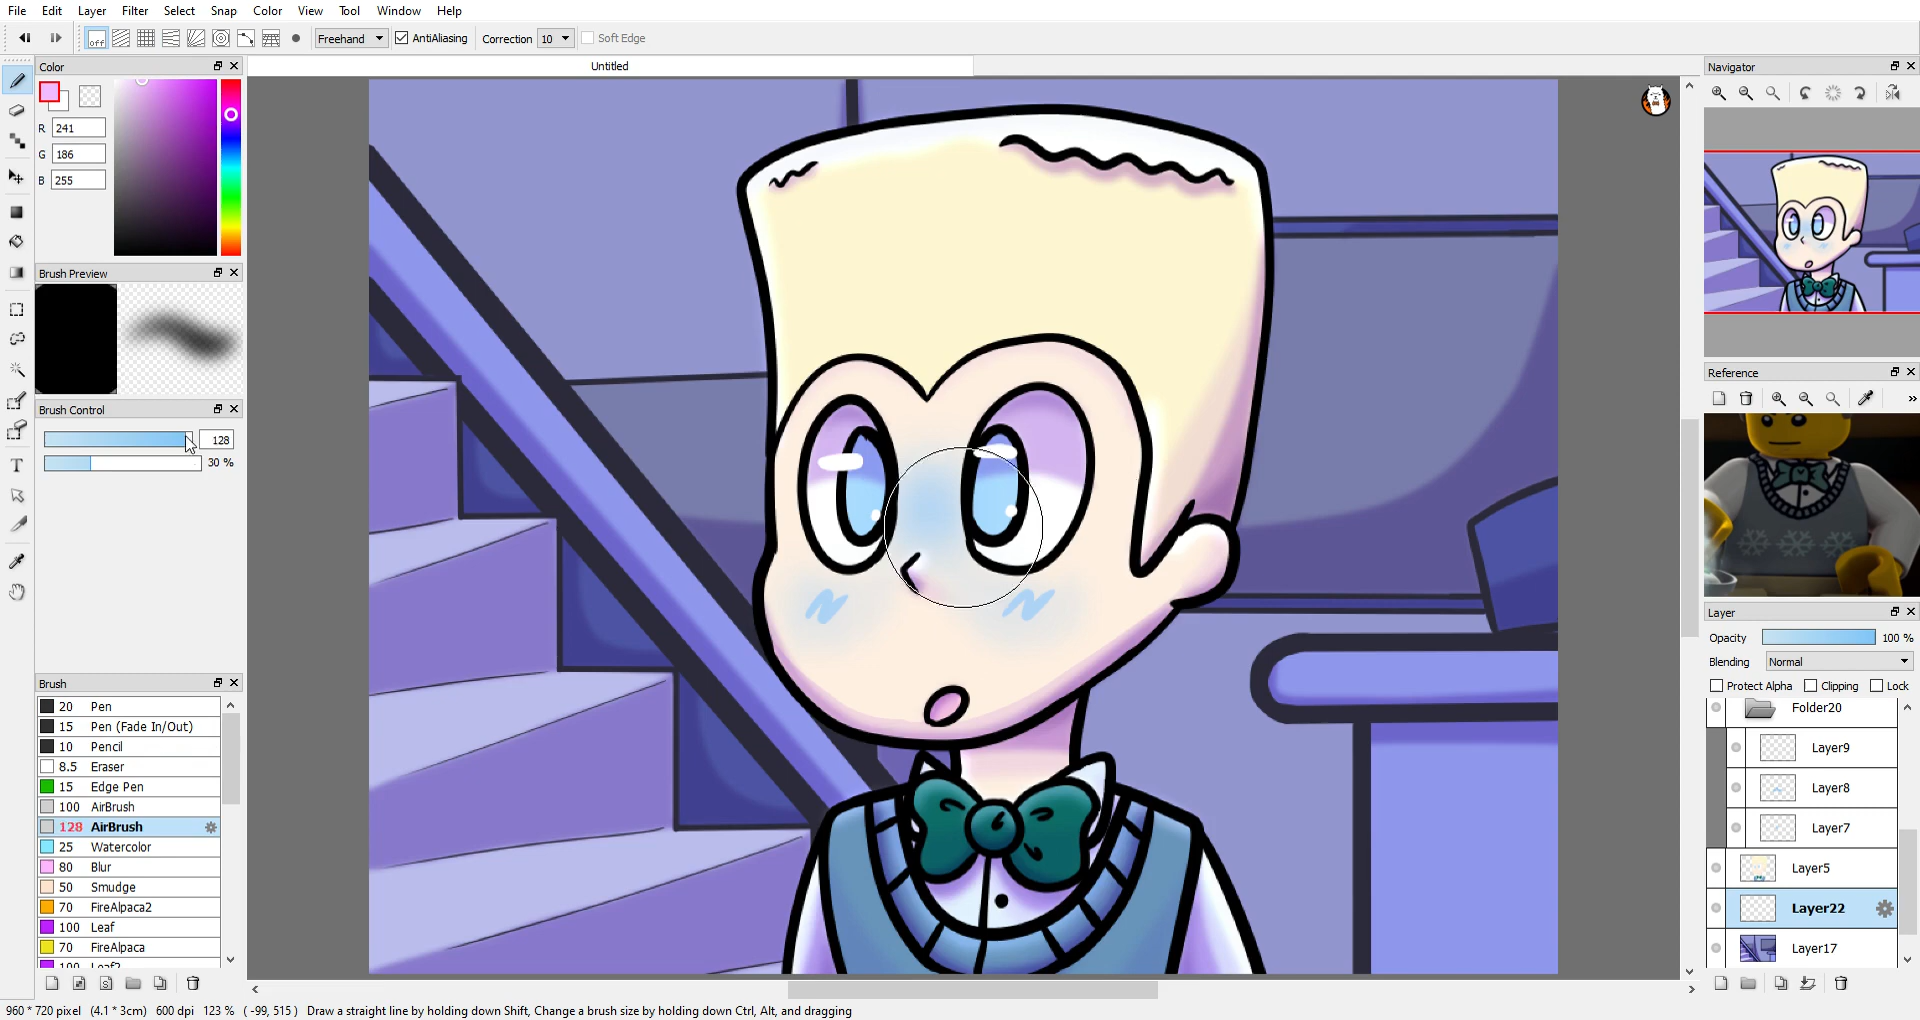 File Edit Layer Filter Select Snap Color View Tool Window Help
off Freehand AntiAliasing Correction 10 Soft Edge
Color
R 241
G 186
B 255
Brush Preview
Brush Control
128
30 %
Brush
20 Pen
15 Pen (Fade In/Out)
10 Pencil
8.5 Eraser
15 Edge Pen
100 AirBrush
128 AirBrush
25 Watercolor
80 Blur
50 Smudge
70 FireAlpaca2
100 Leaf
70 FireAlpaca
100 Leaf2
Untitled
Navigator
Reference
Layer
Opacity 100 %
Blending Normal
Protect Alpha Clipping Lock
Folder20
Layer9
Layer8
Layer7
Layer5
Layer22
Layer17
960 * 720 pixel (4.1 * 3cm) 600 dpi 123 % ( -99, 515 ) Draw a straight line by holding down Shift, Change a brush size by holding down Ctrl, Alt, and dragging